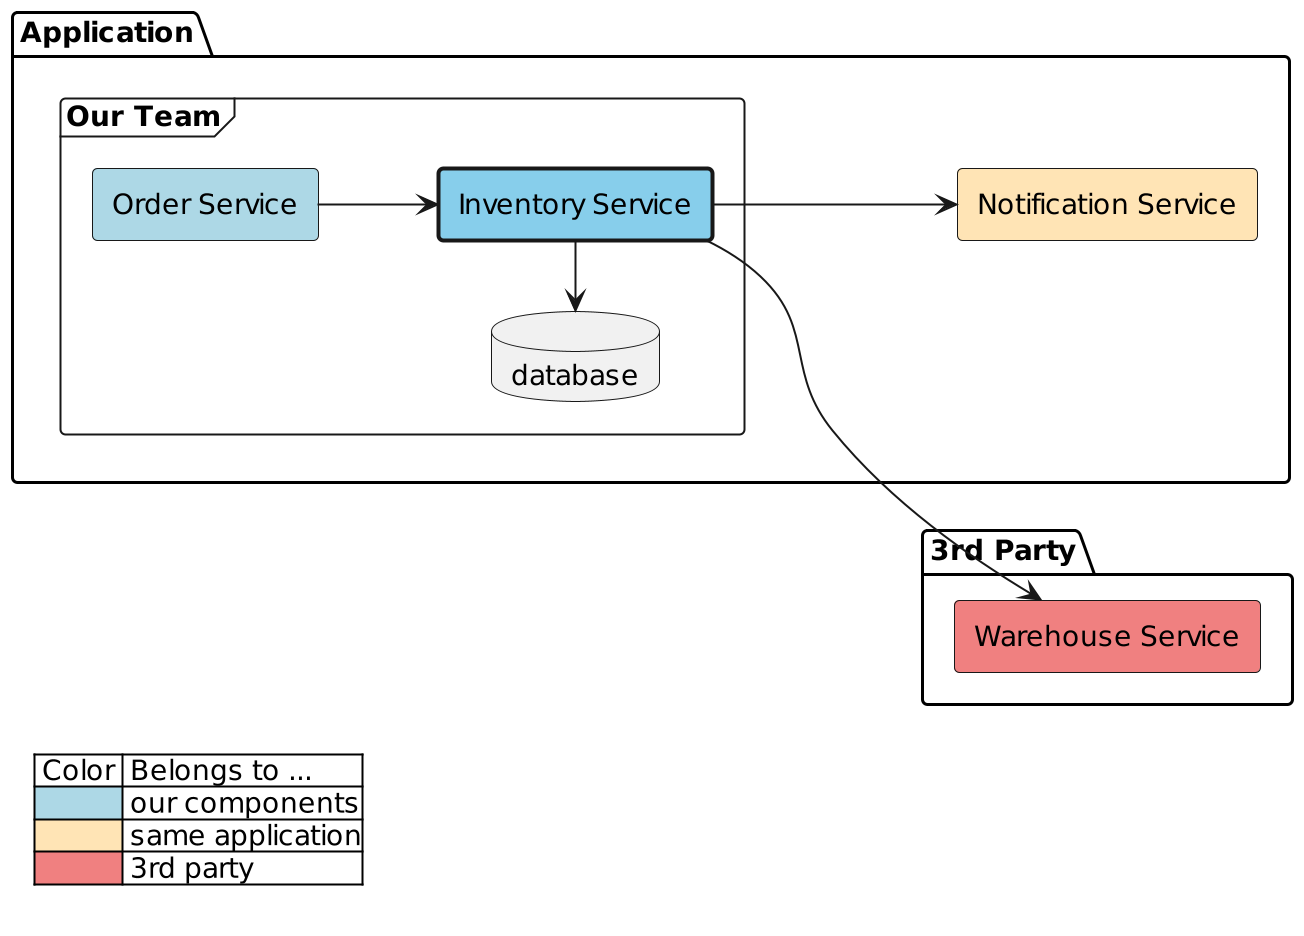 Application
Our Team
Order Service
Inventory Service
Notification Service
database
3rd Party
Warehouse Service
Color Belongs to ...
our components
same application
3rd party